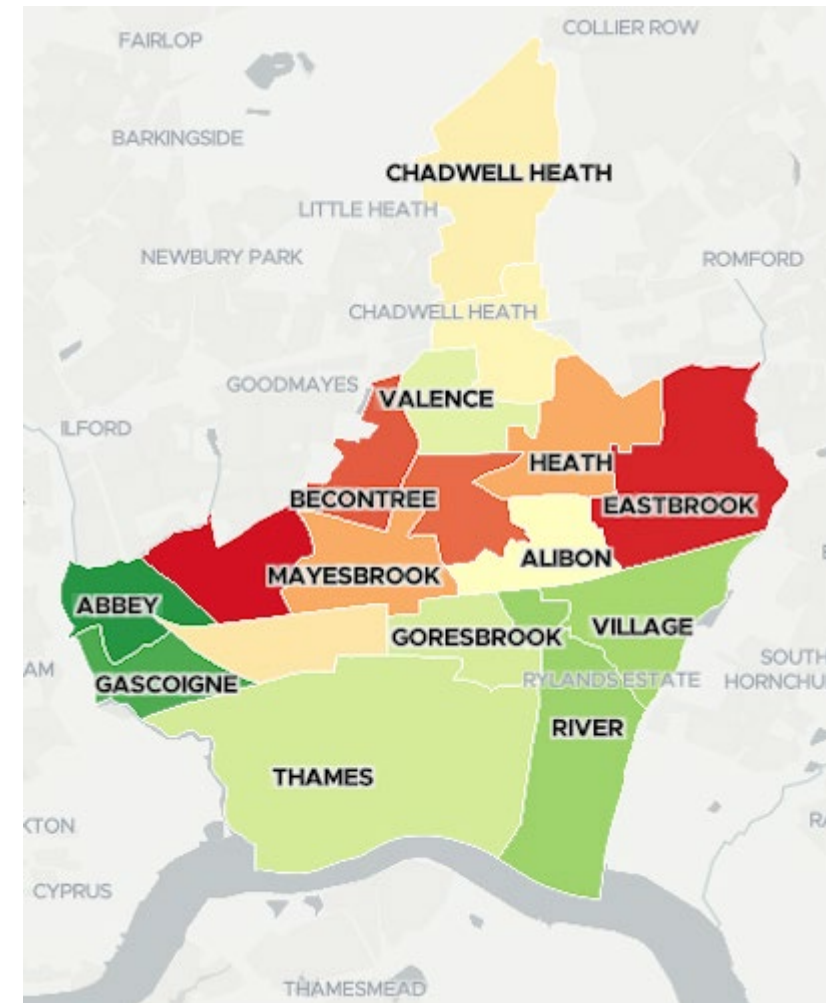 COLLIER ROW
FAIRLOP
BARKINGSIDE
CHADWELL HEATH
LITTLE HEATH
NEWBURY PARK
ROMFORD
CHADWELL HEATH
GOODMAYES
VALENCE
ILFORD
HEATH
BECONTREE
EASTBROOK
ALIBON
MAYESBROOK
ABBEY
GORESBROOK
VILLAGE
AM
GASCOIGNE
RYLANDS ESTATE
SOUTH
HORNCHU
RIVER
THAMES
KTON
RA
CYPRUS
THAMESMEAD